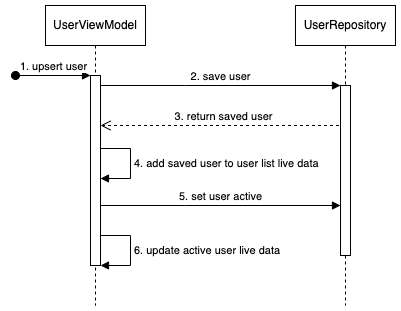 UserViewModel
UserRepository
1. upsert user
2. save user
3. return saved user
4. add saved user to user list live data
5. set user active
6. update active user live data